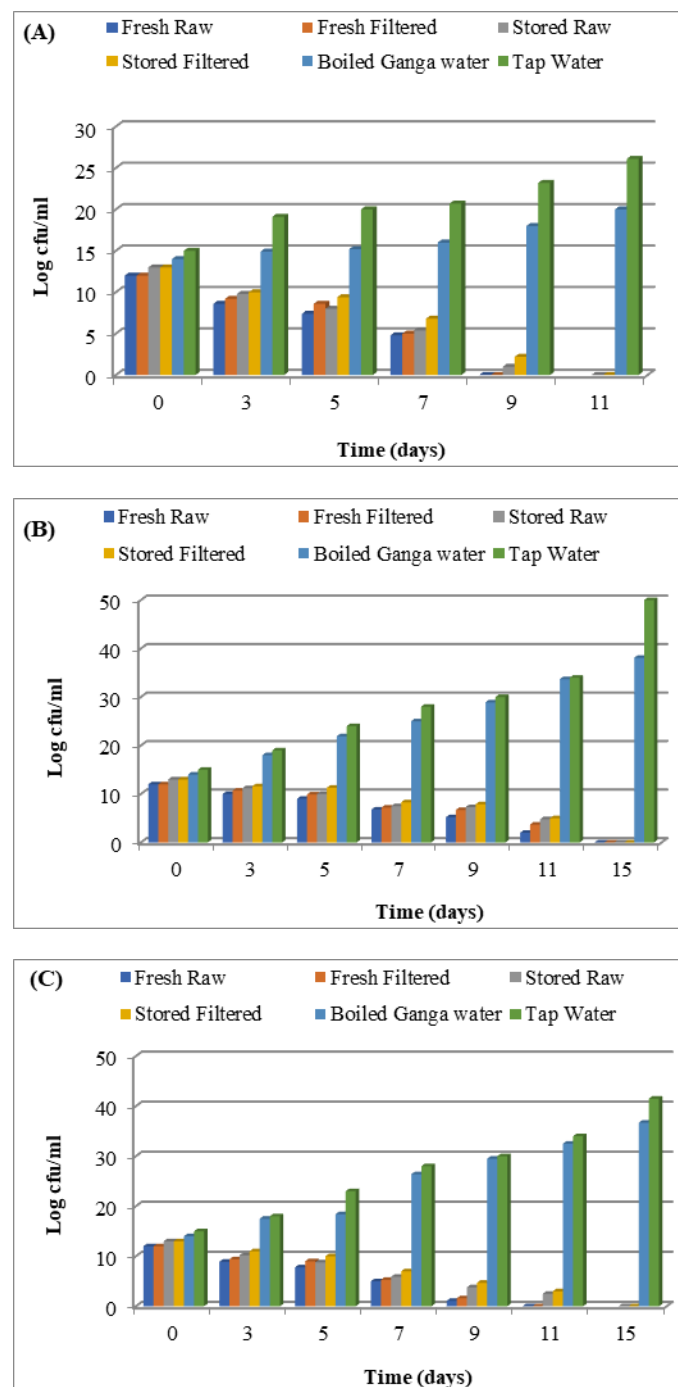 (A)
Fresh Raw Fresh Filtered Stored Raw
Stored Filtered Boiled Ganga water Tap Water
30
25
20
15
10
5
0
Log cfu/ml
0 3 5 7 9 11
Time (days)
(B)
Fresh Raw Fresh Filtered Stored Raw
Stored Filtered Boiled Ganga water Tap Water
50
40
30
20
10
0
Log cfu/ml
0 3 5 7 9 11 15
Time (days)
(C)
Fresh Raw Fresh Filtered Stored Raw
Stored Filtered Boiled Ganga water Tap Water
50
40
30
20
10
0
Log cfu/ml
0 3 5 7 9 11 15
Time (days)